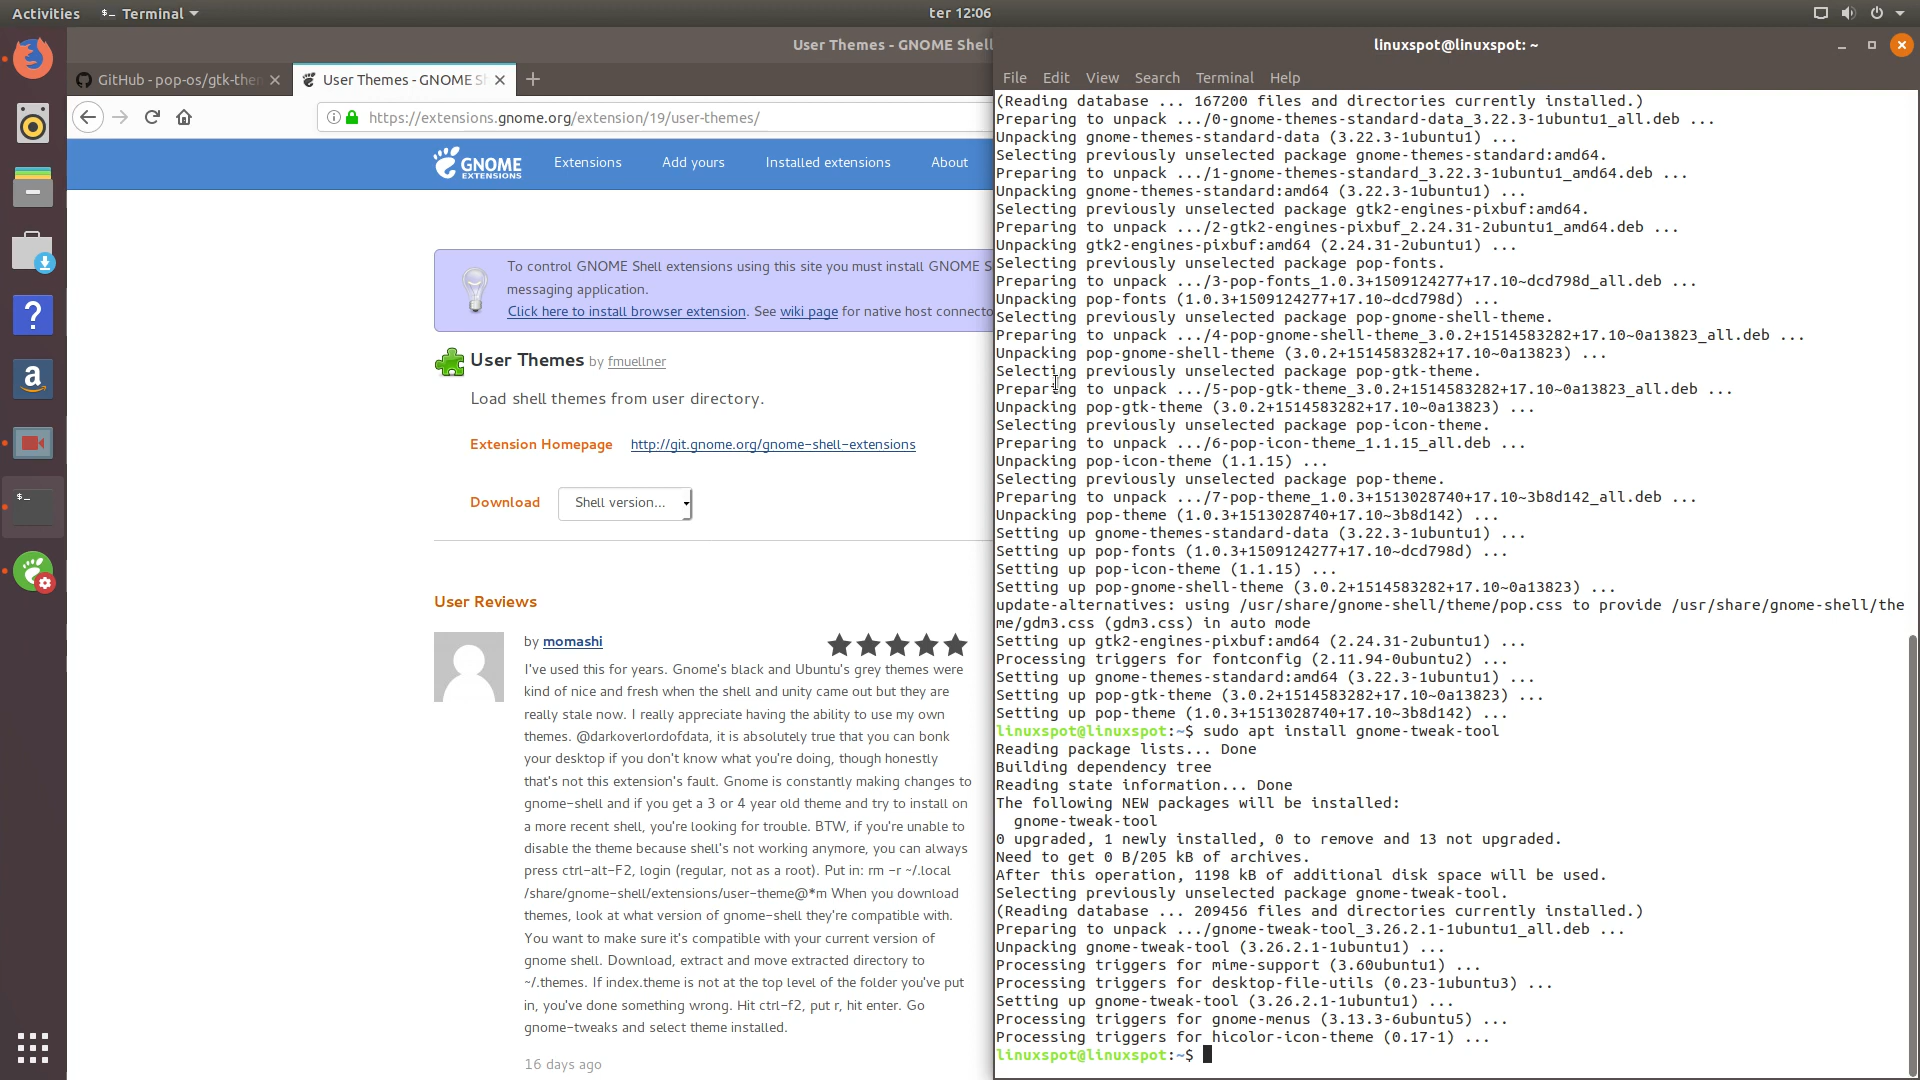 Activities
Terminal
ter 12:06
User Themes - GNOME Shell
linuxspot@linuxspot: ~
GitHub - pop-os/gtk-them
User Themes - GNOME S
https://extensions.gnome.org/extension/19/user-themes/
GNOME
EXTENSIONS
Extensions
Add yours
Installed extensions
About
To control GNOME Shell extensions using this site you must install GNOME S
messaging application.
Click here to install browser extension. See wiki page for native host connecto
User Themes by fmuellner
Load shell themes from user directory.
Extension Homepage
http://git.gnome.org/gnome-shell-extensions
Download
Shell version...
User Reviews
by momashi
I've used this for years. Gnome's black and Ubuntu's grey themes were
kind of nice and fresh when the shell and unity came out but they are
really stale now. I really appreciate having the ability to use my own
themes. @darkoverlordofdata, it is absolutely true that you can bonk
your desktop if you don't know what you're doing, though honestly
that's not this extension's fault. Gnome is constantly making changes to
gnome-shell and if you get a 3 or 4 year old theme and try to install on
a more recent shell, you're looking for trouble. BTW, if you're unable to
disable the theme because shell's not working anymore, you can always
press ctrl-alt-F2, login (regular, not as a root). Put in: rm -r ~/.local
/share/gnome-shell/extensions/user-theme@*m When you download
themes, look at what version of gnome-shell they're compatible with.
You want to make sure it's compatible with your current version of
gnome shell. Download, extract and move extracted directory to
~/.themes. If index.theme is not at the top level of the folder you've put
in, you've done something wrong. Hit ctrl-f2, put r, hit enter. Go
gnome-tweaks and select theme installed.
16 days ago
File Edit View Search Terminal Help
(Reading database ... 167200 files and directories currently installed.)
Preparing to unpack .../0-gnome-themes-standard-data_3.22.3-1ubuntu1_all.deb ...
Unpacking gnome-themes-standard-data (3.22.3-1ubuntu1) ...
Selecting previously unselected package gnome-themes-standard:amd64.
Preparing to unpack .../1-gnome-themes-standard_3.22.3-1ubuntu1_amd64.deb ...
Unpacking gnome-themes-standard:amd64 (3.22.3-1ubuntu1) ...
Selecting previously unselected package gtk2-engines-pixbuf:amd64.
Preparing to unpack .../2-gtk2-engines-pixbuf_2.24.31-2ubuntu1_amd64.deb ...
Unpacking gtk2-engines-pixbuf:amd64 (2.24.31-2ubuntu1) ...
Selecting previously unselected package pop-fonts.
Preparing to unpack .../3-pop-fonts_1.0.3+1509124277+17.10~dcd798d_all.deb ...
Unpacking pop-fonts (1.0.3+1509124277+17.10~dcd798d) ...
Selecting previously unselected package pop-gnome-shell-theme.
Preparing to unpack .../4-pop-gnome-shell-theme_3.0.2+1514583282+17.10~0a13823_all.deb ...
Unpacking pop-gnome-shell-theme (3.0.2+1514583282+17.10~0a13823) ...
Selecting previously unselected package pop-gtk-theme.
Preparing to unpack .../5-pop-gtk-theme_3.0.2+1514583282+17.10~0a13823_all.deb ...
Unpacking pop-gtk-theme (3.0.2+1514583282+17.10~0a13823) ...
Selecting previously unselected package pop-icon-theme.
Preparing to unpack .../6-pop-icon-theme_1.1.15_all.deb ...
Unpacking pop-icon-theme (1.1.15) ...
Selecting previously unselected package pop-theme.
Preparing to unpack .../7-pop-theme_1.0.3+1513028740+17.10~3b8d142_all.deb ...
Unpacking pop-theme (1.0.3+1513028740+17.10~3b8d142) ...
Setting up gnome-themes-standard-data (3.22.3-1ubuntu1) ...
Setting up pop-fonts (1.0.3+1509124277+17.10~dcd798d) ...
Setting up pop-icon-theme (1.1.15) ...
Setting up pop-gnome-shell-theme (3.0.2+1514583282+17.10~0a13823) ...
update-alternatives: using /usr/share/gnome-shell/theme/pop.css to provide /usr/share/gnome-shell/the
me/gdm3.css (gdm3.css) in auto mode
Setting up gtk2-engines-pixbuf:amd64 (2.24.31-2ubuntu1) ...
Processing triggers for fontconfig (2.11.94-0ubuntu2) ...
Setting up gnome-themes-standard:amd64 (3.22.3-1ubuntu1) ...
Setting up pop-gtk-theme (3.0.2+1514583282+17.10~0a13823) ...
Setting up pop-theme (1.0.3+1513028740+17.10~3b8d142) ...
linuxspot@linuxspot:~$ sudo apt install gnome-tweak-tool
Reading package lists... Done
Building dependency tree
Reading state information... Done
The following NEW packages will be installed:
  gnome-tweak-tool
0 upgraded, 1 newly installed, 0 to remove and 13 not upgraded.
Need to get 0 B/205 kB of archives.
After this operation, 1198 kB of additional disk space will be used.
Selecting previously unselected package gnome-tweak-tool.
(Reading database ... 209456 files and directories currently installed.)
Preparing to unpack .../gnome-tweak-tool_3.26.2.1-1ubuntu1_all.deb ...
Unpacking gnome-tweak-tool (3.26.2.1-1ubuntu1) ...
Processing triggers for mime-support (3.60ubuntu1) ...
Processing triggers for desktop-file-utils (0.23-1ubuntu3) ...
Setting up gnome-tweak-tool (3.26.2.1-1ubuntu1) ...
Processing triggers for gnome-menus (3.13.3-6ubuntu5) ...
Processing triggers for hicolor-icon-theme (0.17-1) ...
linuxspot@linuxspot:~$